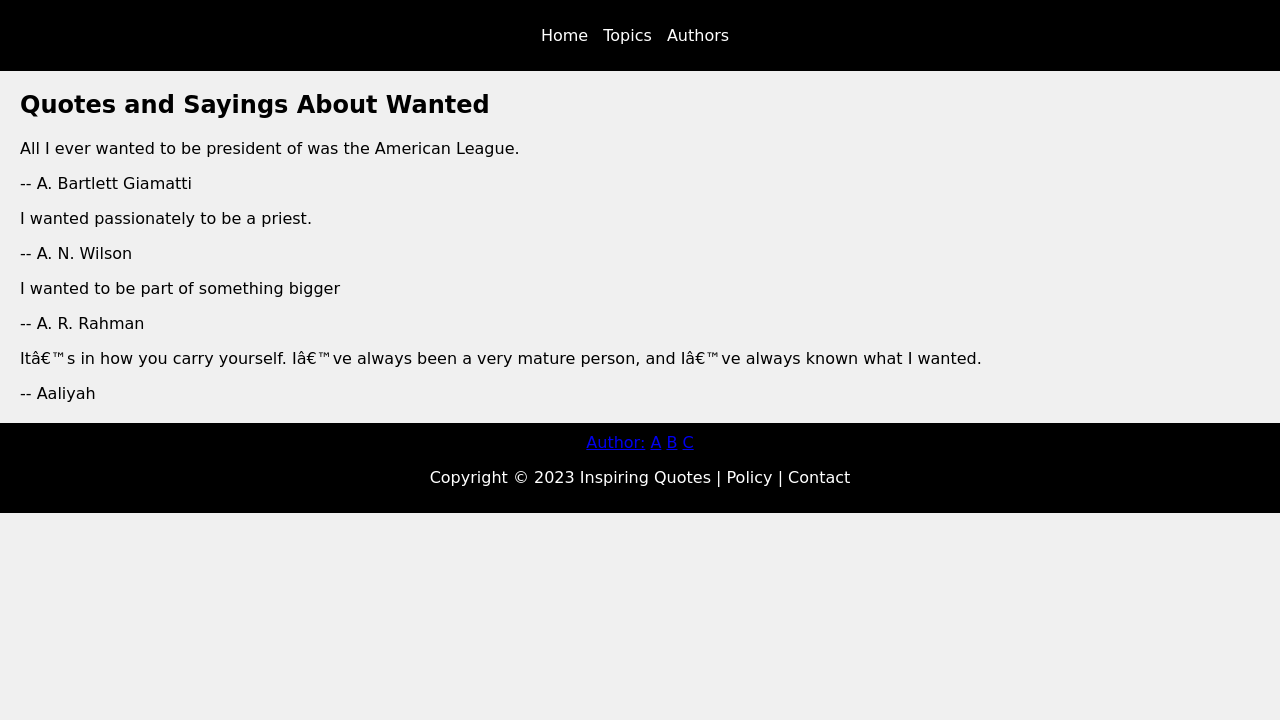 Home Topics Authors
Quotes and Sayings About Wanted
All I ever wanted to be president of was the American League.
-- A. Bartlett Giamatti
I wanted passionately to be a priest.
-- A. N. Wilson
I wanted to be part of something bigger
-- A. R. Rahman
Itâ€™s in how you carry yourself. Iâ€™ve always been a very mature person, and Iâ€™ve always known what I wanted.
-- Aaliyah
Author: A B C
Copyright © 2023 Inspiring Quotes | Policy | Contact